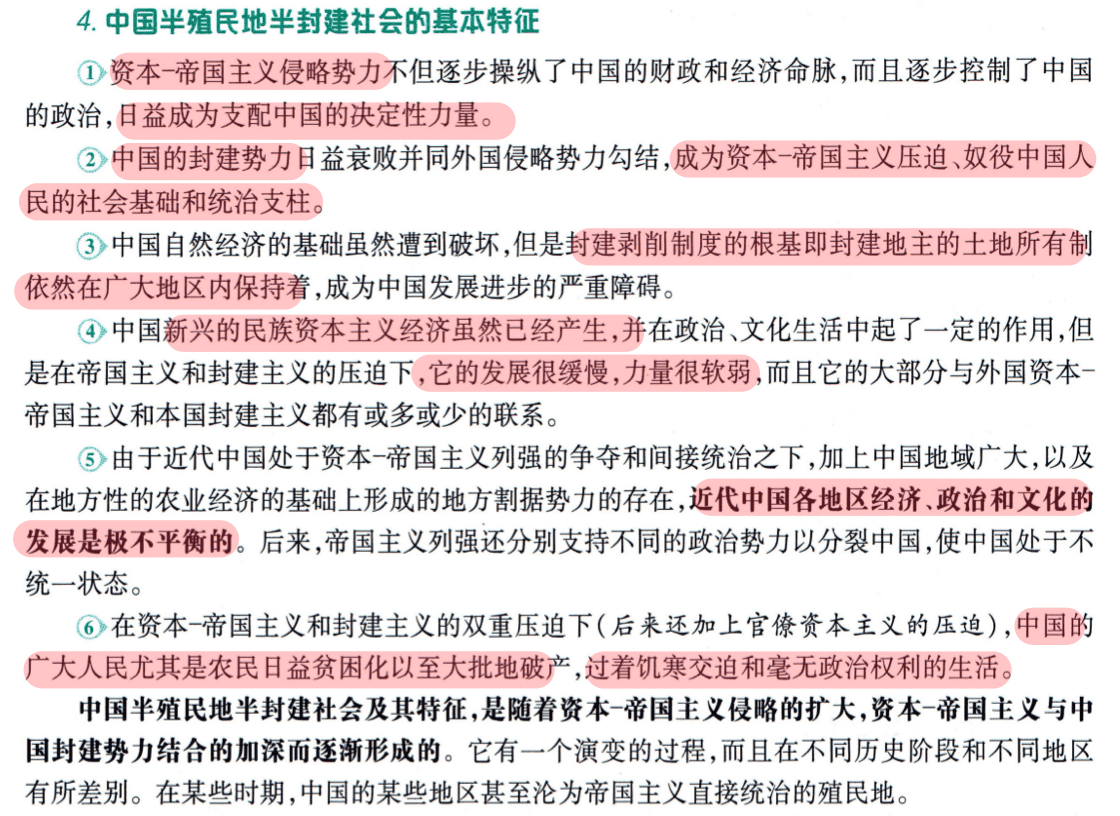 4. 中国半殖民地半封建社会的基本特征
①资本-帝国主义侵略势力不但逐步操纵了中国的财政和经济命脉,而且逐步控制了中国
的政治,日益成为支配中国的决定性力量。
②中国的封建势力日益衰败并同外国侵略势力勾结,成为资本-帝国主义压迫、奴役中国人
民的社会基础和统治支柱。
③中国自然经济的基础虽然遭到破坏,但是封建剥削制度的根基即封建地主的土地所有制
依然在广大地区内保持着,成为中国发展进步的严重障碍。
④中国新兴的民族资本主义经济虽然已经产生,并在政治、文化生活中起了一定的作用,但
是在帝国主义和封建主义的压迫下,它的发展很缓慢,力量很软弱,而且它的大部分与外国资本-
帝国主义和本国封建主义都有或多或少的联系。
⑤由于近代中国处于资本-帝国主义列强的争夺和间接统治之下,加上中国地域广大,以及
在地方性的农业经济的基础上形成的地方割据势力的存在,近代中国各地区经济、政治和文化的
发展是极不平衡的。后来,帝国主义列强还分别支持不同的政治势力以分裂中国,使中国处于不
统一状态。
⑥在资本-帝国主义和封建主义的双重压迫下(后来还加上官僚资本主义的压迫),中国的
广大人民尤其是农民日益贫困化以至大批地破产,过着饥寒交迫和毫无政治权利的生活。
中国半殖民地半封建社会及其特征,是随着资本-帝国主义侵略的扩大,资本-帝国主义与中
国封建势力结合的加深而逐渐形成的。它有一个演变的过程,而且在不同历史阶段和不同地区
有所差别。在某些时期,中国的某些地区甚至沦为帝国主义直接统治的殖民地。